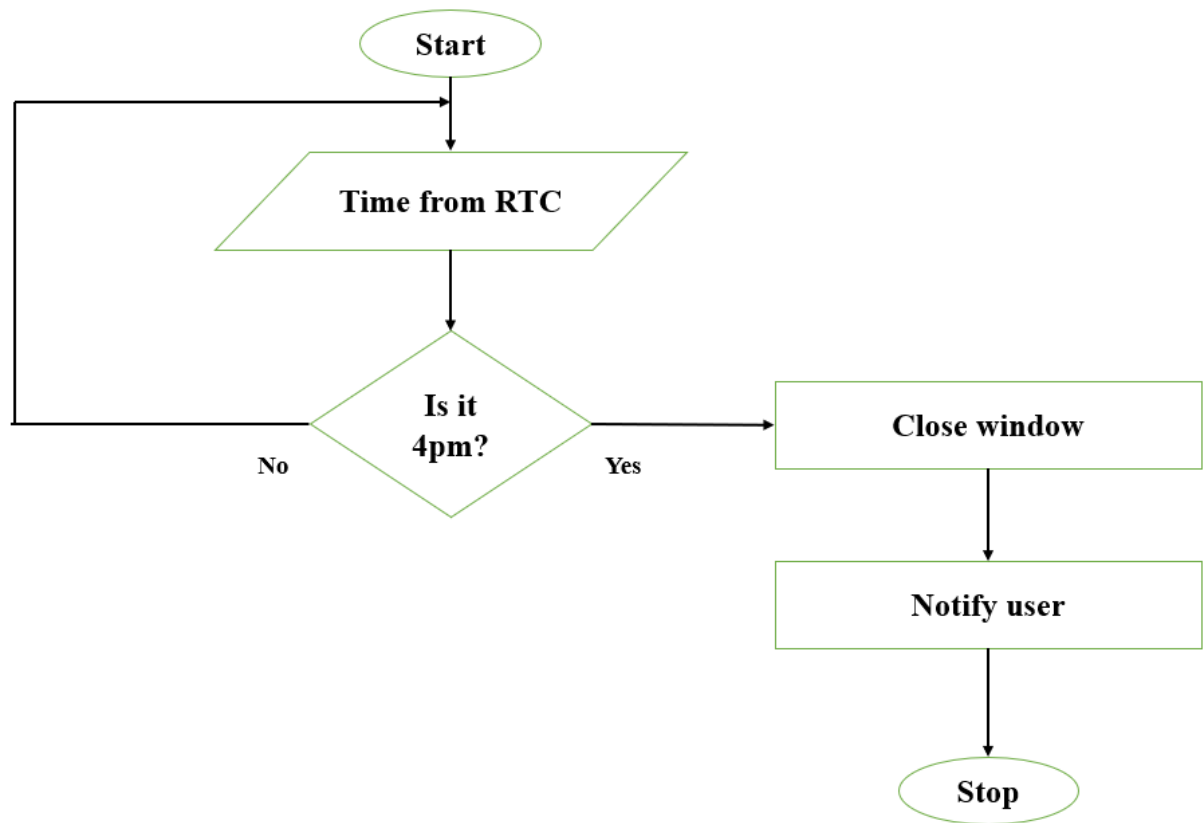 Start
Time from RTC
Is it
4pm?
No
Yes
Close window
Notify user
Stop